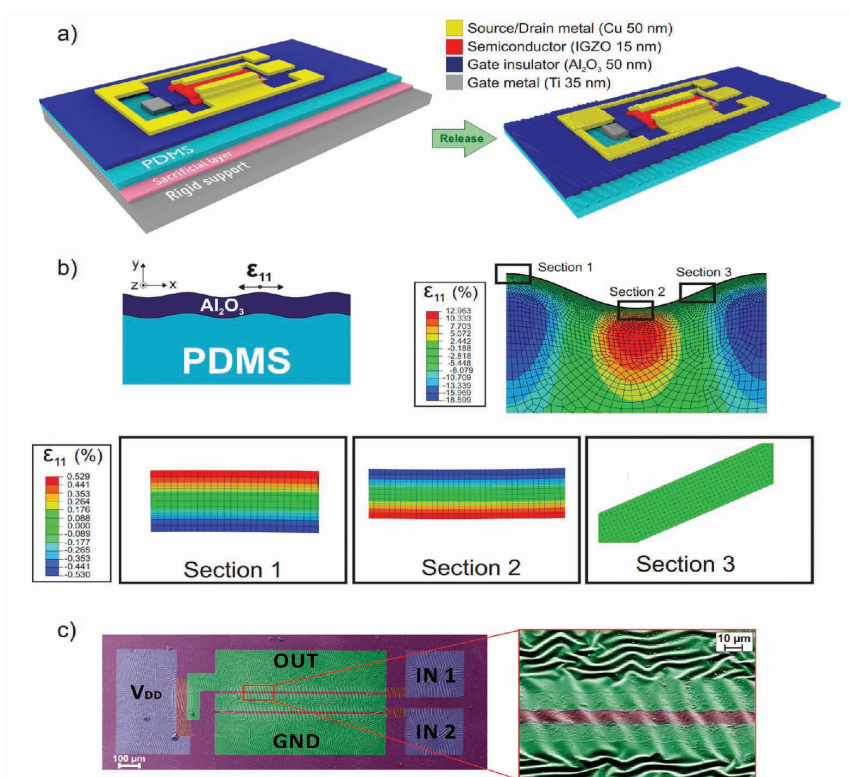 a)
Source/Drain metal (Cu 50 nm)
Semiconductor (IGZO 15 nm)
Gate insulator (Al₂O₃ 50 nm)
Gate metal (Ti 35 nm)
PDMS
Sacrificial layer
Rigid support
Release
b)
y
z
x
ε₁₁
Al₂O₃
PDMS
ε₁₁ (%)
12.963
10.333
7.703
5.072
2.442
-0.188
-2.818
-5.448
-8.079
-10.709
-13.339
-15.969
-18.599
Section 1
Section 2
Section 3
ε₁₁ (%)
0.529
0.441
0.353
0.264
0.176
0.088
0.000
-0.089
-0.177
-0.265
-0.353
-0.441
-0.530
Section 1
Section 2
Section 3
c)
V_DD
OUT
GND
IN 1
IN 2
100 µm
10 µm